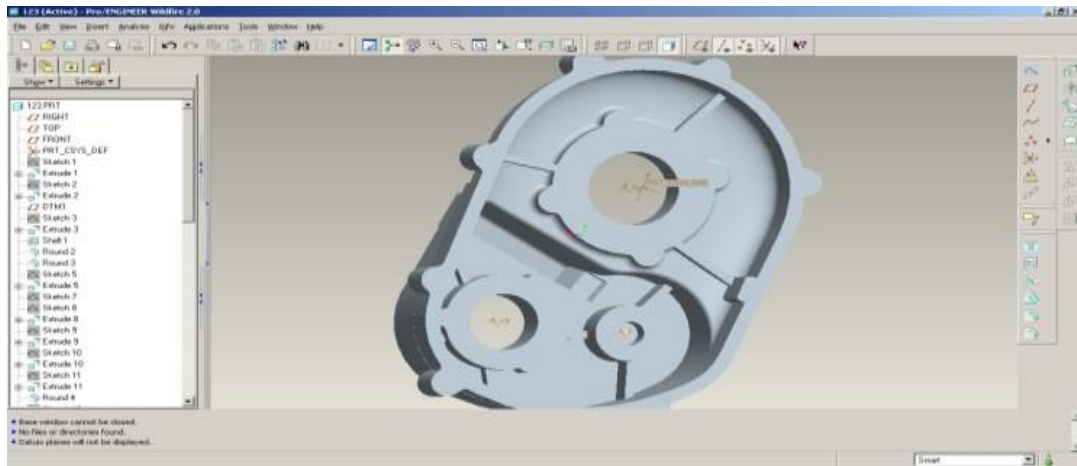 123 (Active) - Pro/ENGINEER Wildfire 2.0
File Edit View Insert Analysis Info Applications Tools Window Help
Show Settings
123.PRT
RIGHT
TOP
FRONT
PRT_CSYS_DEF
Sketch 1
Extrude 1
Sketch 2
Extrude 2
DTM1
Sketch 3
Extrude 3
Shell 1
Round 2
Round 3
Sketch 5
Extrude 6
Sketch 7
Sketch 8
Extrude 8
Sketch 9
Extrude 9
Sketch 10
Extrude 10
Sketch 11
Extrude 11
Round 4
Base window cannot be closed.
No files or directories found.
Datum planes will not be displayed.
Smart